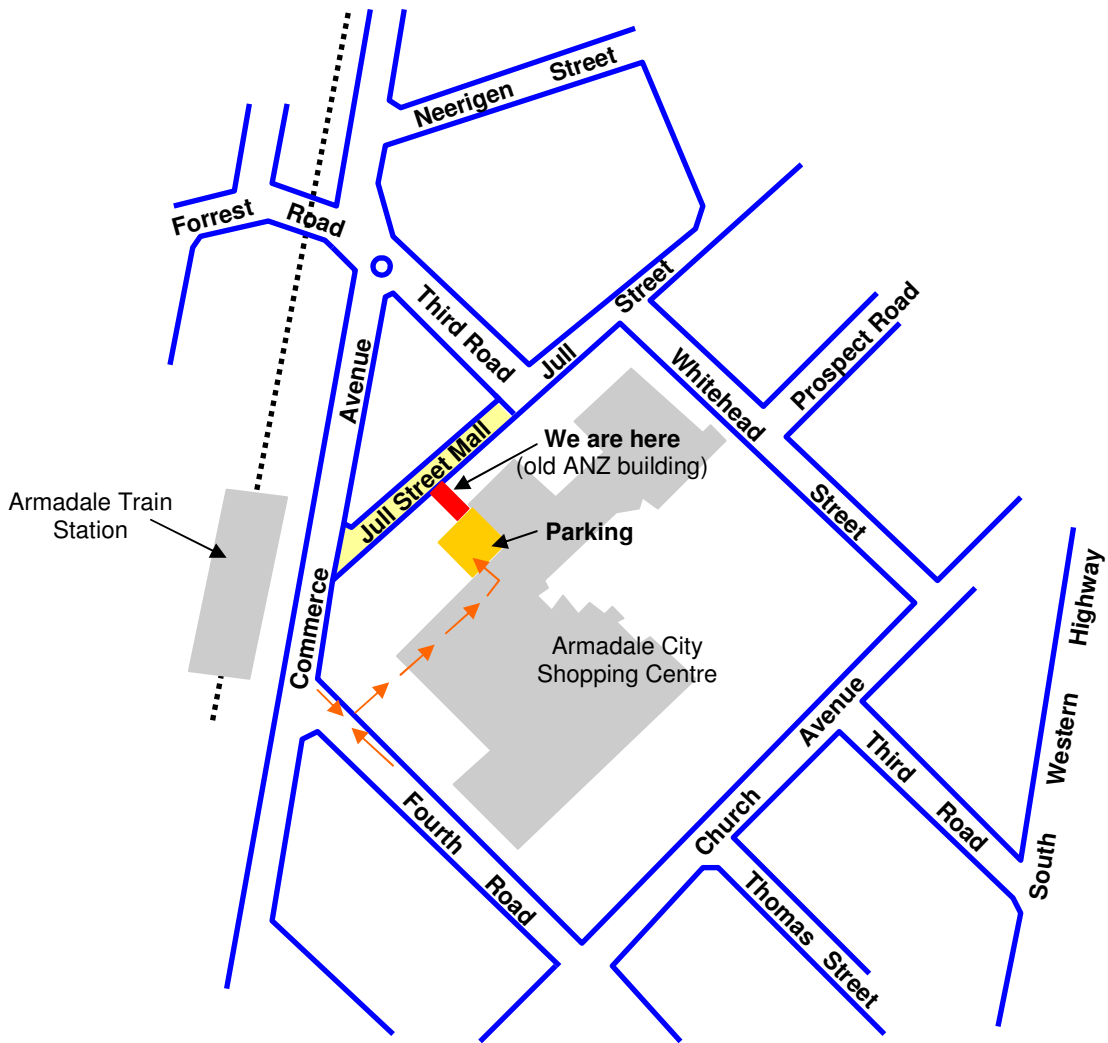 Neerigen Street
Forrest Road
Third Road
Jull Street
Prospect Road
Whitehead Street
Avenue
Jull Street Mall
We are here
(old ANZ building)
Armadale Train
Station
Parking
Commerce
Armadale City
Shopping Centre
South Western Highway
Church Avenue
Third Road
Fourth Road
Thomas Street